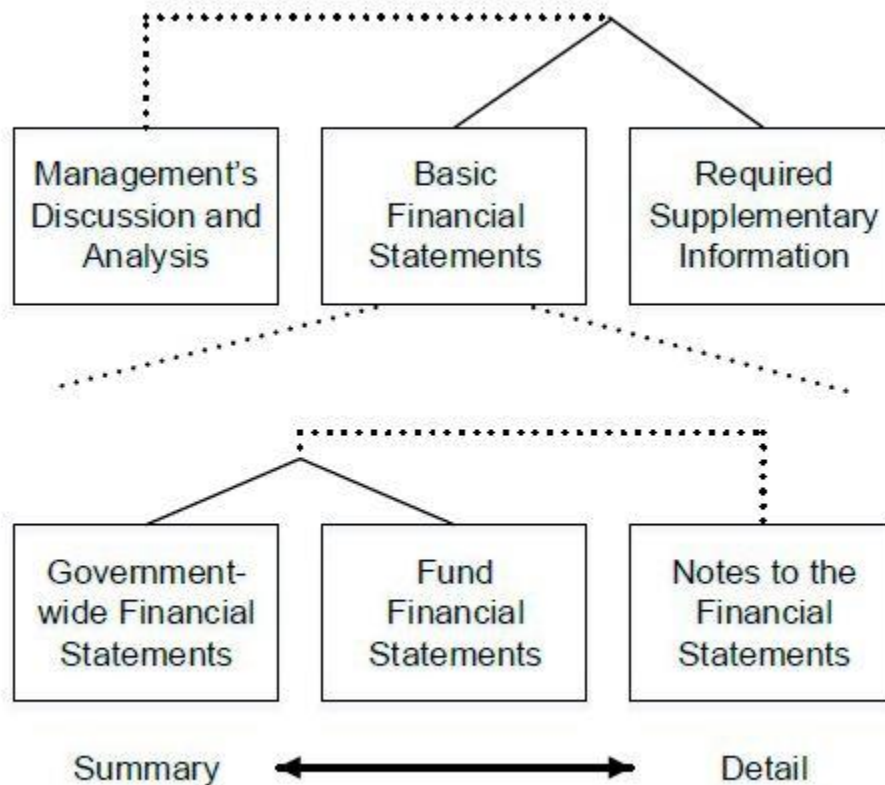 Management's
Discussion and
Analysis
Basic
Financial
Statements
Required
Supplementary
Information
Government-
wide Financial
Statements
Fund
Financial
Statements
Notes to the
Financial
Statements
Summary
Detail